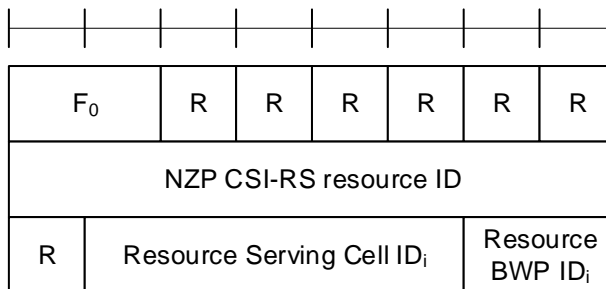 F₀ R R R R R R
NZP CSI-RS resource ID
R Resource Serving Cell IDᵢ Resource
BWP IDᵢ